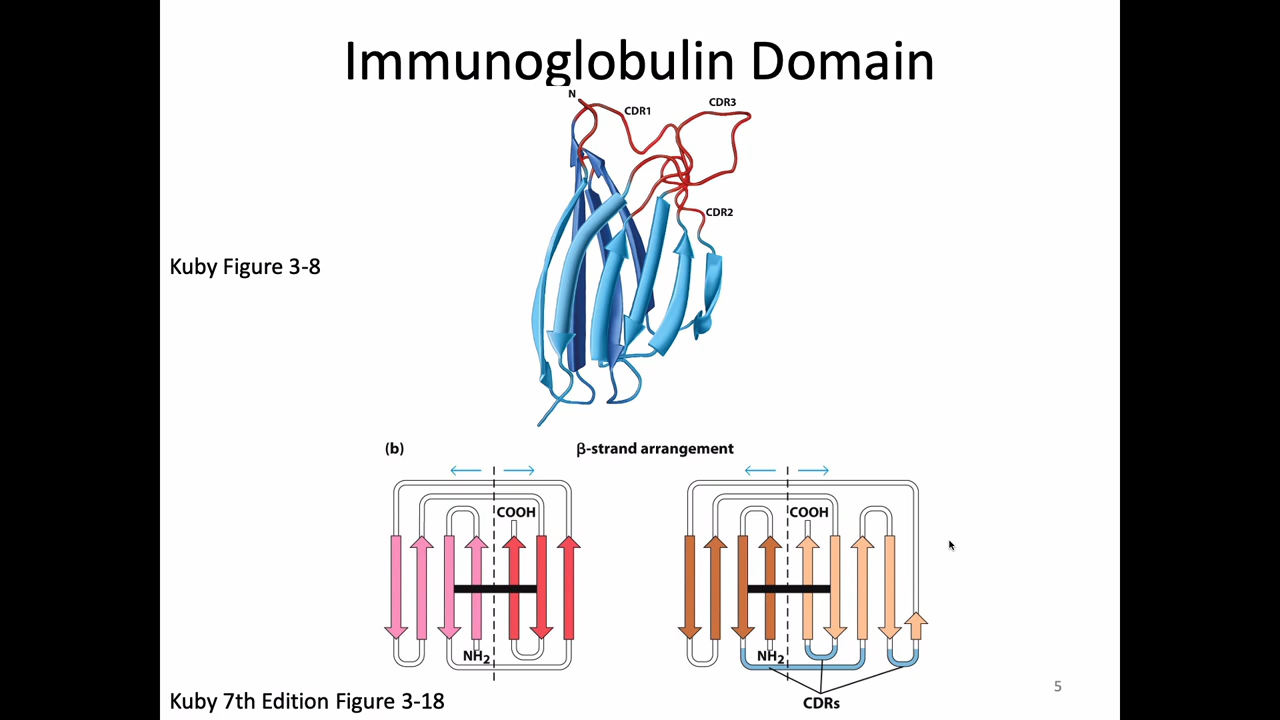 Immunoglobulin Domain
N
CDR1
CDR3
CDR2
Kuby Figure 3-8
(b)
β-strand arrangement
COOH
COOH
NH2
NH2
CDRs
5
Kuby 7th Edition Figure 3-18